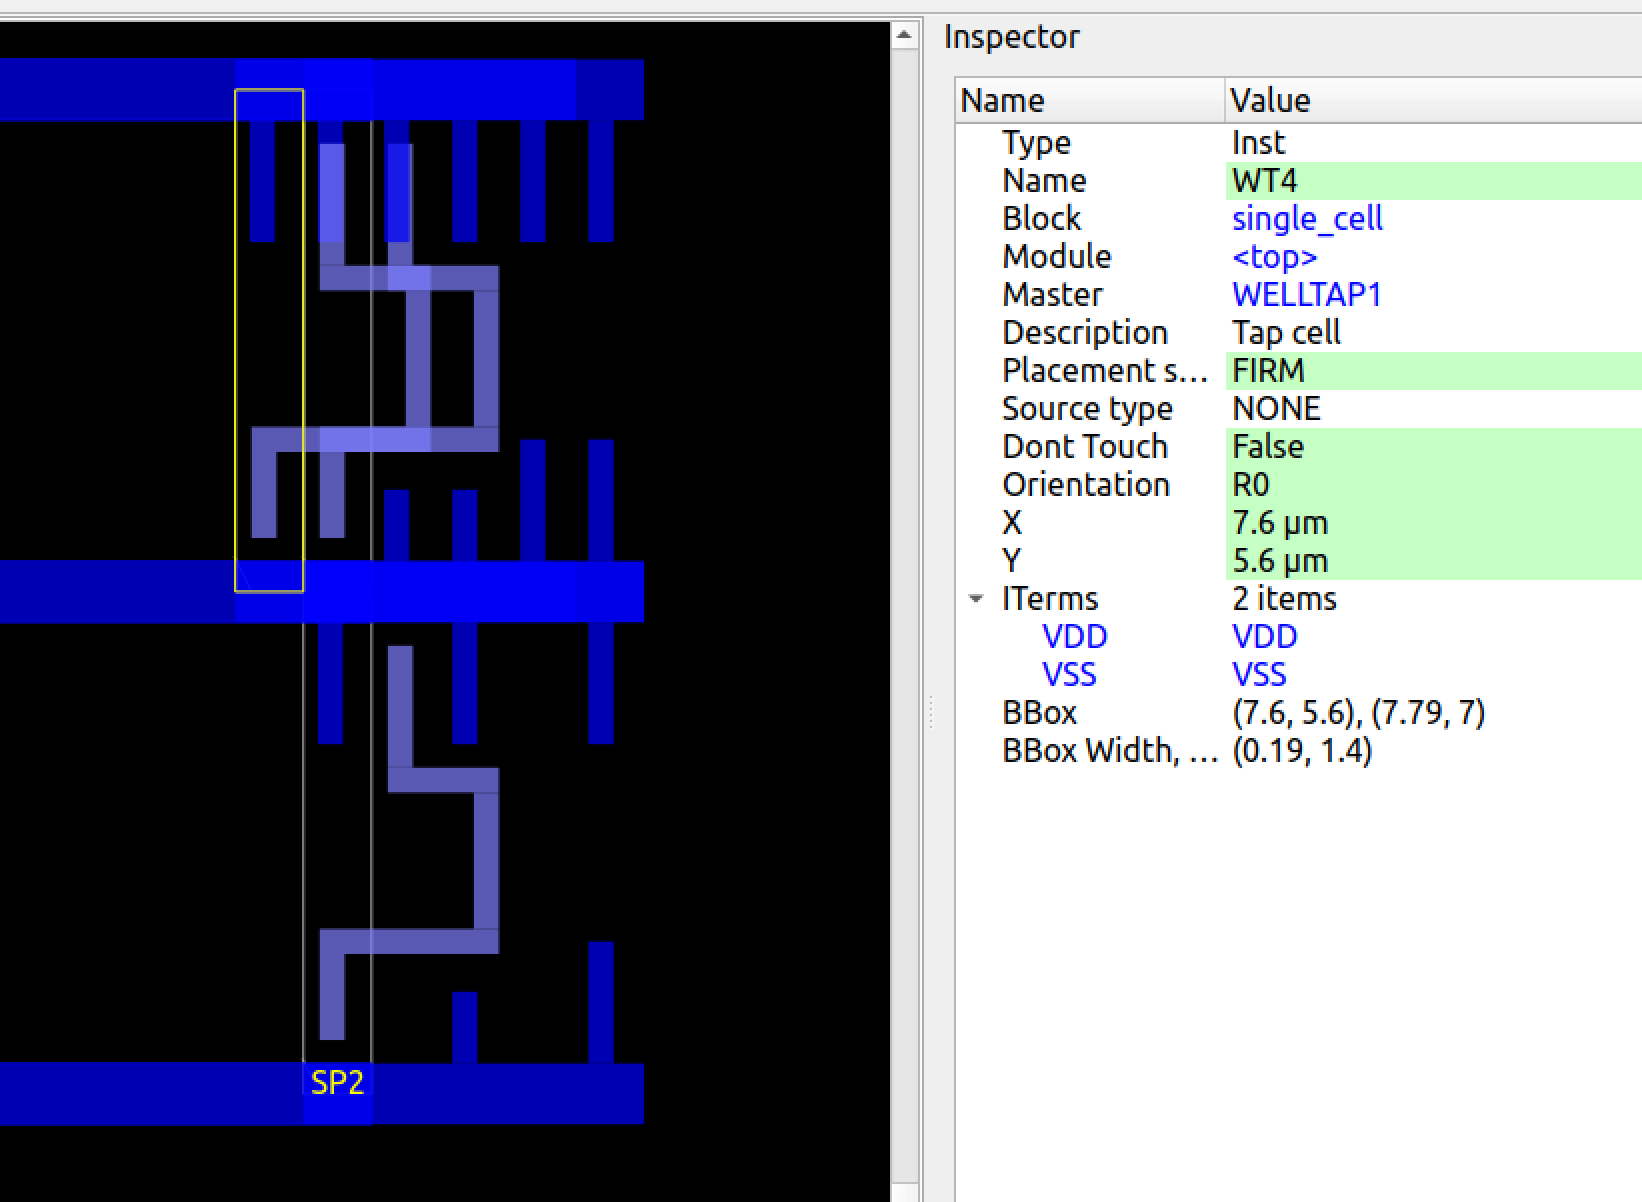 Inspector
Name Value
Type Inst
Name WT4
Block single_cell
Module <top>
Master WELLTAP1
Description Tap cell
Placement s... FIRM
Source type NONE
Dont Touch False
Orientation R0
X 7.6 μm
Y 5.6 μm
ITerms 2 items
VDD VDD
VSS VSS
BBox (7.6, 5.6), (7.79, 7)
BBox Width, ... (0.19, 1.4)
SP2